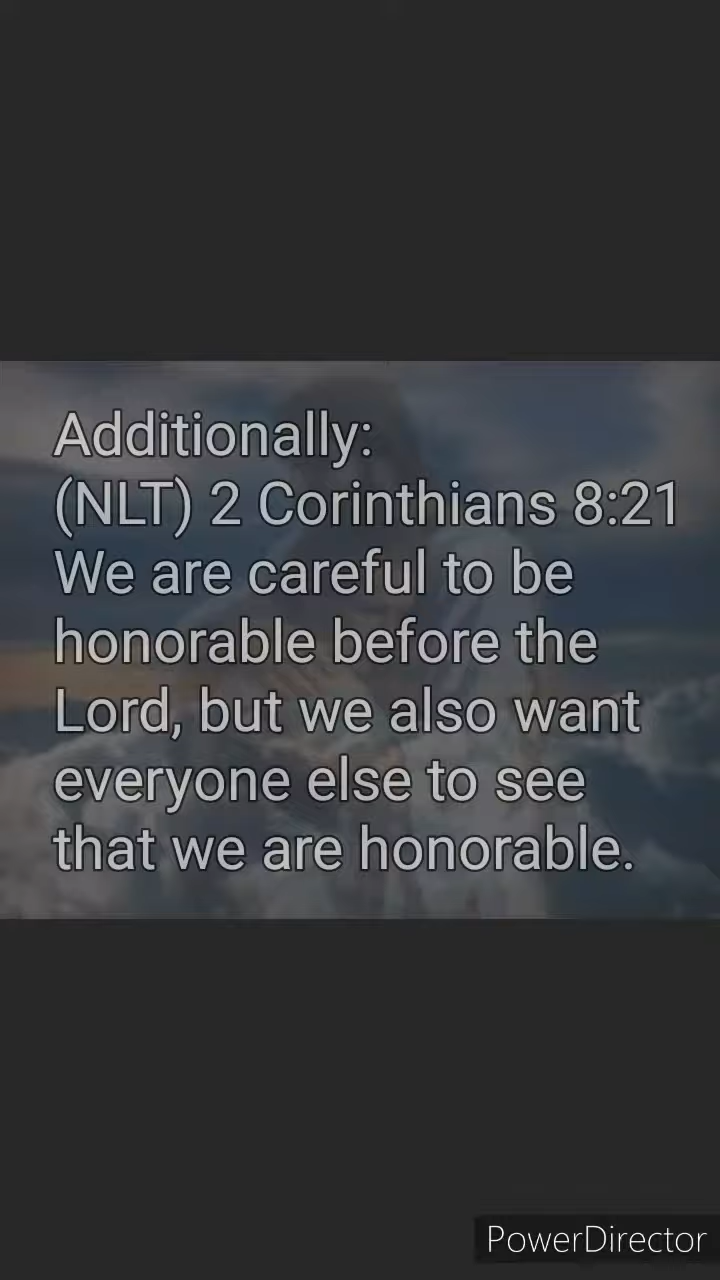 Additionally:
(NLT) 2 Corinthians 8:21
We are careful to be
honorable before the
Lord, but we also want
everyone else to see
that we are honorable.
PowerDirector